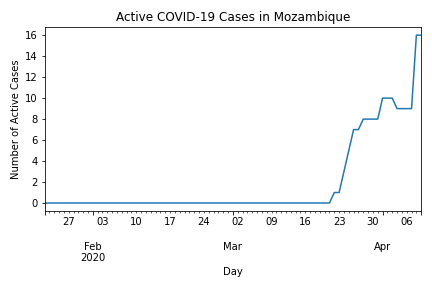 Active COVID-19 Cases in Mozambique
Number of Active Cases
16
14
12
10
8
6
4
2
0
27 03 10 17 24 02 09 16 23 30 06
Feb Mar Apr
2020
Day